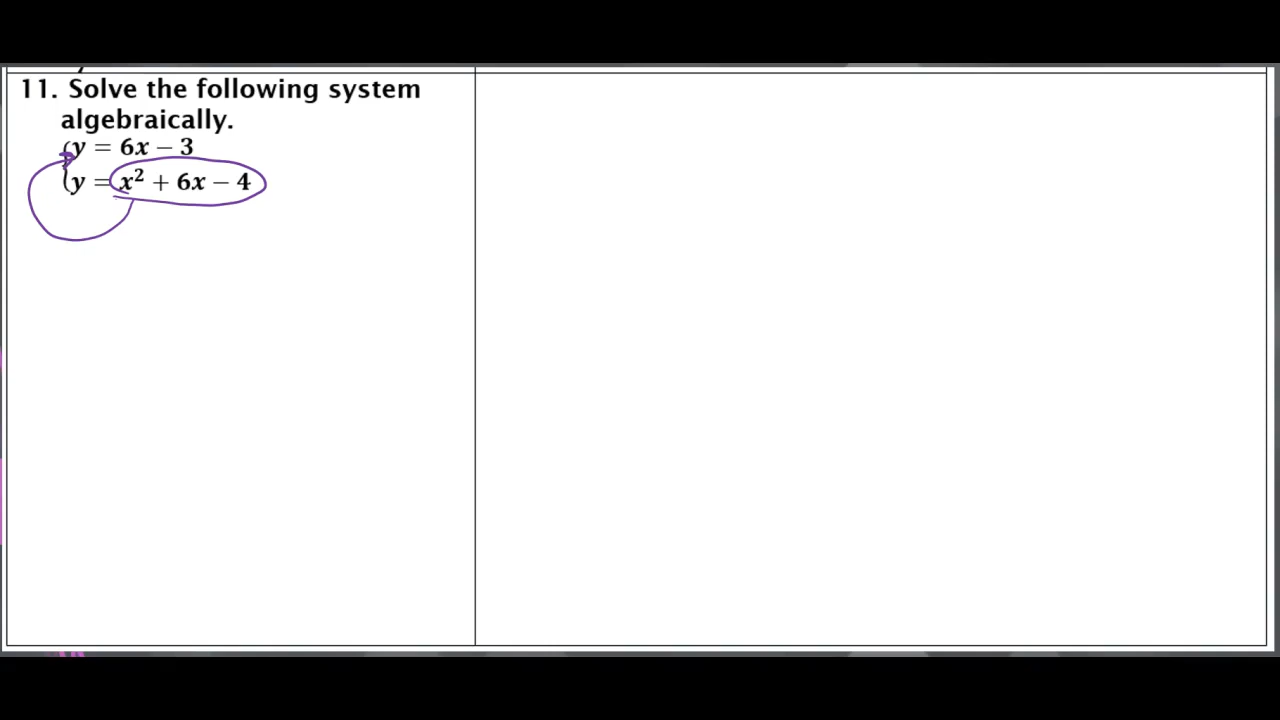 11. Solve the following system
algebraically.
y = 6x − 3
y = x² + 6x − 4